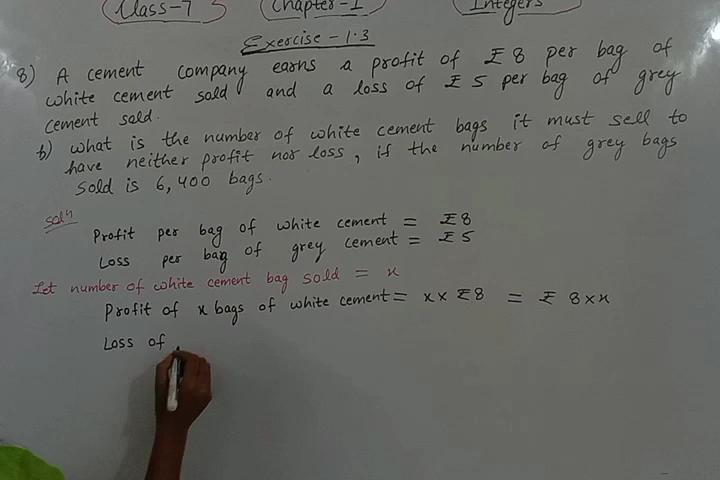 Class-7 Chapter-1 Integers
Exercise-1.3
8) A cement company earns a profit of ₹8 per bag of
white cement sold and a loss of ₹5 per bag of grey
cement sold.
b) what is the number of white cement bags it must sell to
have neither profit nor loss, if the number of grey bags
sold is 6,400 bags.
Solⁿ
Profit per bag of white cement = ₹8
Loss per bag of grey cement = ₹5
Let number of white cement bag sold = x
Profit of x bags of white cement = x×₹8 = ₹8×x
Loss of